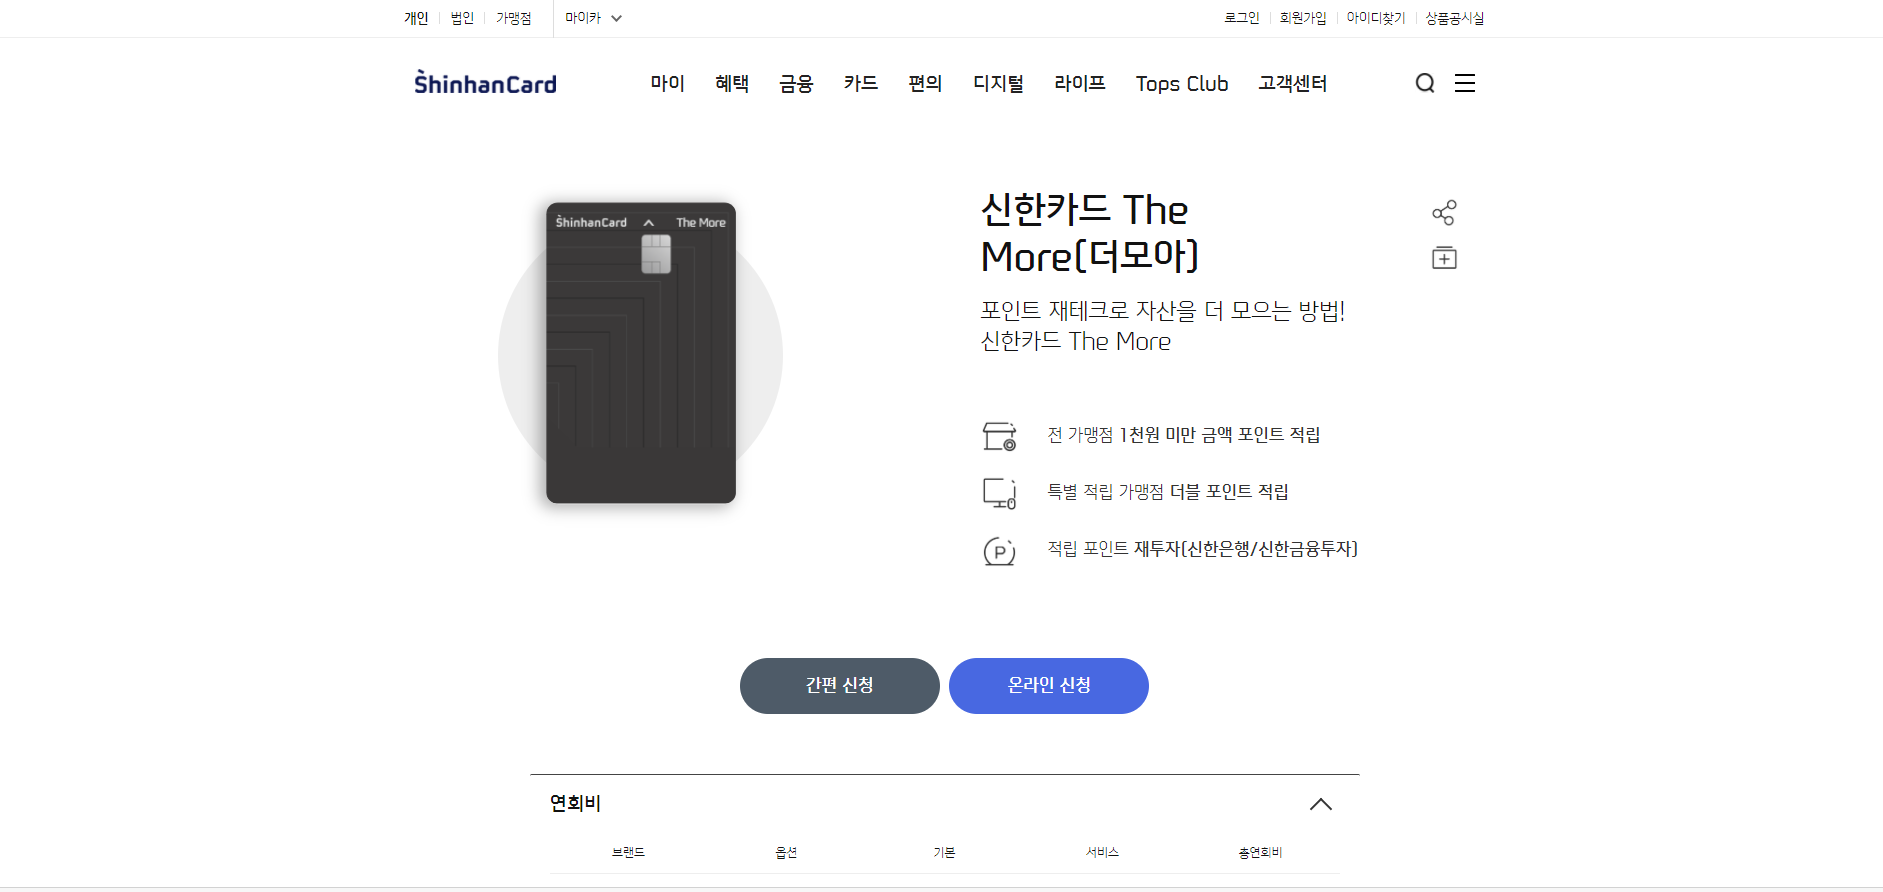 개인 법인 가맹점 마이카 로그인 회원가입 아이디찾기 상품공시실
ShinhanCard 마이 혜택 금융 카드 편의 디지털 라이프 Tops Club 고객센터
ShinhanCard The More
신한카드 The
More(더모아)
포인트 재테크로 자산을 더 모으는 방법!
신한카드 The More
전 가맹점 1천원 미만 금액 포인트 적립
특별 적립 가맹점 더블 포인트 적립
P 적립 포인트 재투자(신한은행/신한금융투자)
간편 신청 온라인 신청
연회비
브랜드 옵션 기본 서비스 총연회비